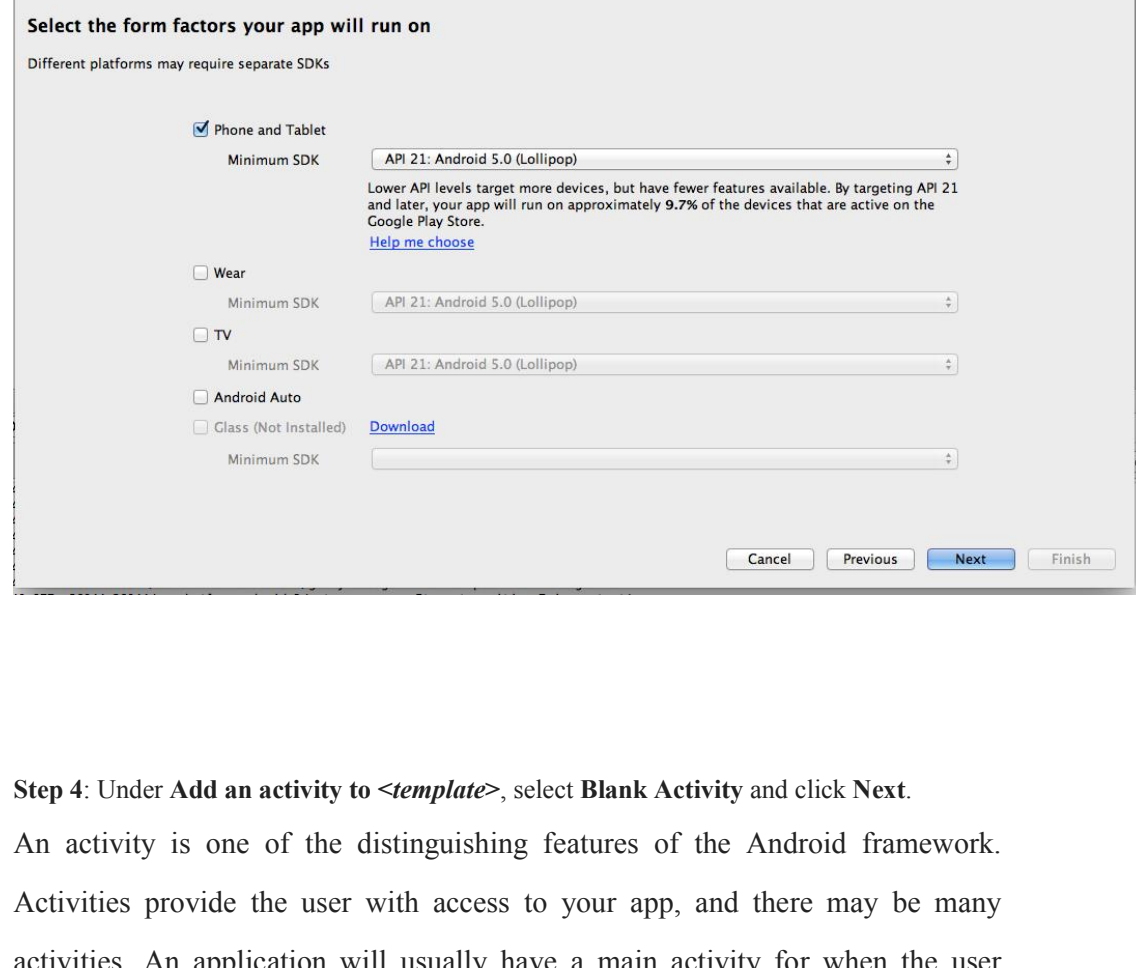 Select the form factors your app will run on
Different platforms may require separate SDKs
Phone and Tablet
Minimum SDK API 21: Android 5.0 (Lollipop)
Lower API levels target more devices, but have fewer features available. By targeting API 21
and later, your app will run on approximately 9.7% of the devices that are active on the
Google Play Store.
Help me choose
Wear
Minimum SDK API 21: Android 5.0 (Lollipop)
TV
Minimum SDK API 21: Android 5.0 (Lollipop)
Android Auto
Glass (Not Installed) Download
Minimum SDK
Cancel Previous Next Finish
Step 4: Under Add an activity to <template>, select Blank Activity and click Next.
An activity is one of the distinguishing features of the Android framework.
Activities provide the user with access to your app, and there may be many
activities. An application will usually have a main activity for when the user